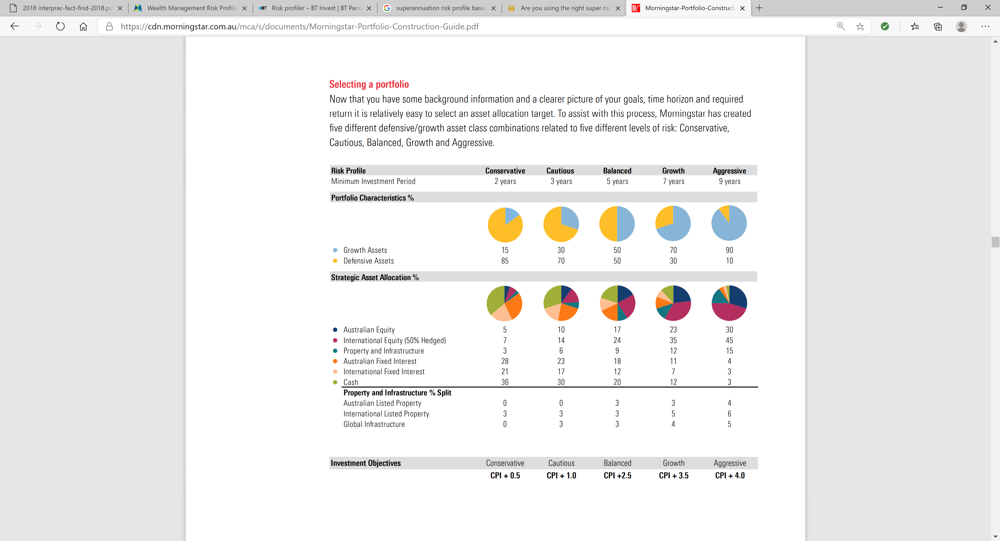 2018 interprac-fact-find-2018.pd
Wealth Management Risk Profile
BT Risk profiler – BT Invest | BT Pano
superannuation risk profile base
Are you using the right super ris
Morningstar-Portfolio-Constructi
https://cdn.morningstar.com.au/mca/s/documents/Morningstar-Portfolio-Construction-Guide.pdf
Selecting a portfolio
Now that you have some background information and a clearer picture of your goals, time horizon and required
return it is relatively easy to select an asset allocation target. To assist with this process, Morningstar has created
five different defensive/growth asset class combinations related to five different levels of risk: Conservative,
Cautious, Balanced, Growth and Aggressive.
Risk Profile Conservative Cautious Balanced Growth Aggressive
Minimum Investment Period 2 years 3 years 5 years 7 years 9 years
Portfolio Characteristics %
Growth Assets 15 30 50 70 90
Defensive Assets 85 70 50 30 10
Strategic Asset Allocation %
Australian Equity 5 10 17 23 30
International Equity (50% Hedged) 7 14 24 35 45
Property and Infrastructure 3 6 9 12 15
Australian Fixed Interest 28 23 18 11 4
International Fixed Interest 21 17 12 7 3
Cash 36 30 20 12 3
Property and Infrastructure % Split
Australian Listed Property 0 0 3 3 4
International Listed Property 3 3 3 5 6
Global Infrastructure 0 3 3 4 5
Investment Objectives Conservative Cautious Balanced Growth Aggressive
CPI + 0.5 CPI + 1.0 CPI +2.5 CPI + 3.5 CPI + 4.0